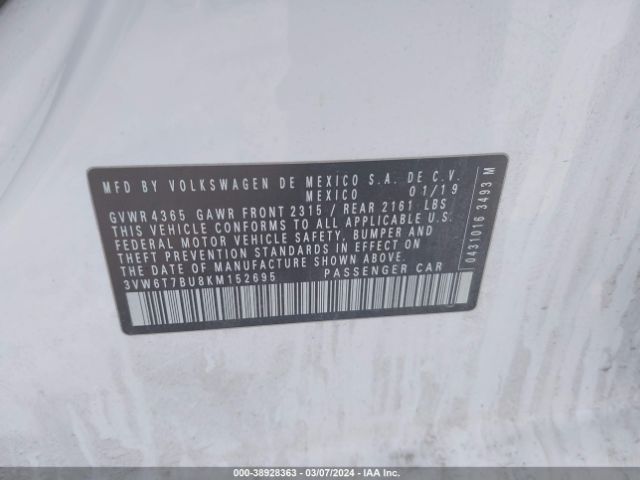 MFD BY VOLKSWAGEN DE MEXICO S.A. DE C.V.
MEXICO 01/19
GVWR 4365 GAWR FRONT 2315 / REAR 2161 LBS
THIS VEHICLE CONFORMS TO ALL APPLICABLE U.S.
FEDERAL MOTOR VEHICLE SAFETY, BUMPER AND
THEFT PREVENTION STANDARDS IN EFFECT ON THE
DATE OF MANUFACTURE SHOWN ABOVE.
3VW6T7BU8KM152695 PASSENGER CAR
0431016 3493 M
000-38928363 — 03/07/2024 — IAA Inc.